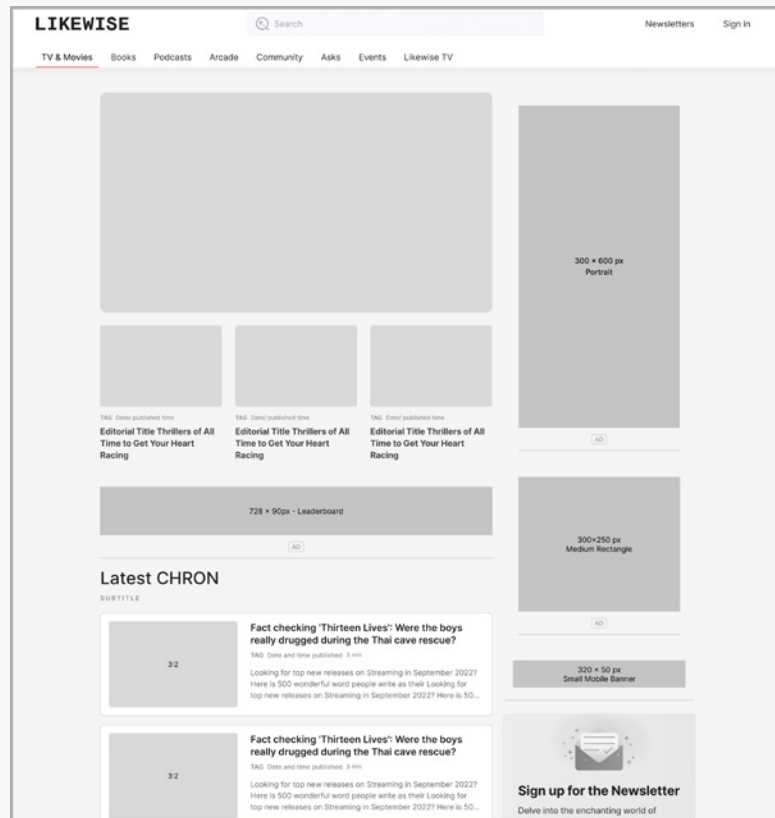 LIKEWISE
Search
Newsletters
Sign in
TV & Movies
Books
Podcasts
Arcade
Community
Asks
Events
Likewise TV
300 × 600 px
Portrait
AD
TAG Date/ published time
Editorial Title Thrillers of All
Time to Get Your Heart
Racing
TAG Date/ published time
Editorial Title Thrillers of All
Time to Get Your Heart
Racing
TAG Date/ published time
Editorial Title Thrillers of All
Time to Get Your Heart
Racing
728 × 90px - Leaderboard
AD
300×250 px
Medium Rectangle
AD
Latest CHRON
SUBTITLE
3:2
Fact checking 'Thirteen Lives': Were the boys
really drugged during the Thai cave rescue?
TAG Date and time published 3 min
Looking for top new releases on Streaming in September 2022?
Here is 500 wonderful word people write as their Looking for
top new releases on Streaming in September 2022? Here is 50...
320 × 50 px
Small Mobile Banner
3:2
Fact checking 'Thirteen Lives': Were the boys
really drugged during the Thai cave rescue?
TAG Date and time published 3 min
Looking for top new releases on Streaming in September 2022?
Here is 500 wonderful word people write as their Looking for
top new releases on Streaming in September 2022? Here is 50...
Sign up for the Newsletter
Delve into the enchanting world of